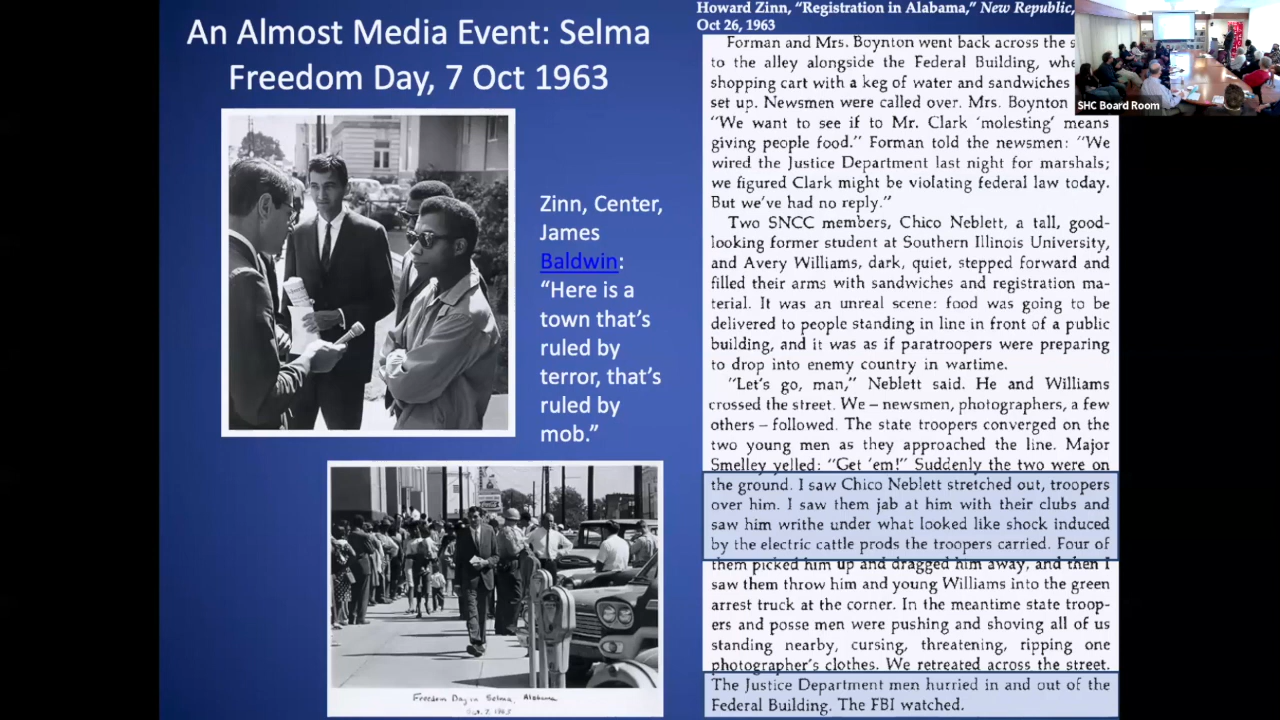 An Almost Media Event: Selma
Freedom Day, 7 Oct 1963
Zinn, Center,
James
Baldwin:
“Here is a
town that’s
ruled by
terror, that’s
ruled by
mob.”
Freedom Day in Selma, Alabama
Oct. 7, 1963
Howard Zinn, “Registration in Alabama,” New Republic,
Oct 26, 1963
Forman and Mrs. Boynton went back across the s
to the alley alongside the Federal Building, whe
shopping cart with a keg of water and sandwiches
set up. Newsmen were called over. Mrs. Boynton
“We want to see if to Mr. Clark ‘molesting’ means
giving people food.” Forman told the newsmen: “We
wired the Justice Department last night for marshals;
we figured Clark might be violating federal law today.
But we’ve had no reply.”
Two SNCC members, Chico Neblett, a tall, good-
looking former student at Southern Illinois University,
and Avery Williams, dark, quiet, stepped forward and
filled their arms with sandwiches and registration ma-
terial. It was an unreal scene: food was going to be
delivered to people standing in line in front of a public
building, and it was as if paratroopers were preparing
to drop into enemy country in wartime.
“Let’s go, man,” Neblett said. He and Williams
crossed the street. We – newsmen, photographers, a few
others – followed. The state troopers converged on the
two young men as they approached the line. Major
Smelley yelled: “Get ’em!” Suddenly the two were on
the ground. I saw Chico Neblett stretched out, troopers
over him. I saw them jab at him with their clubs and
saw him writhe under what looked like shock induced
by the electric cattle prods the troopers carried. Four of
them picked him up and dragged him away, and then I
saw them throw him and young Williams into the green
arrest truck at the corner. In the meantime state troop-
ers and posse men were pushing and shoving all of us
standing nearby, cursing, threatening, ripping one
photographer’s clothes. We retreated across the street.
The Justice Department men hurried in and out of the
Federal Building. The FBI watched.
SHC Board Room